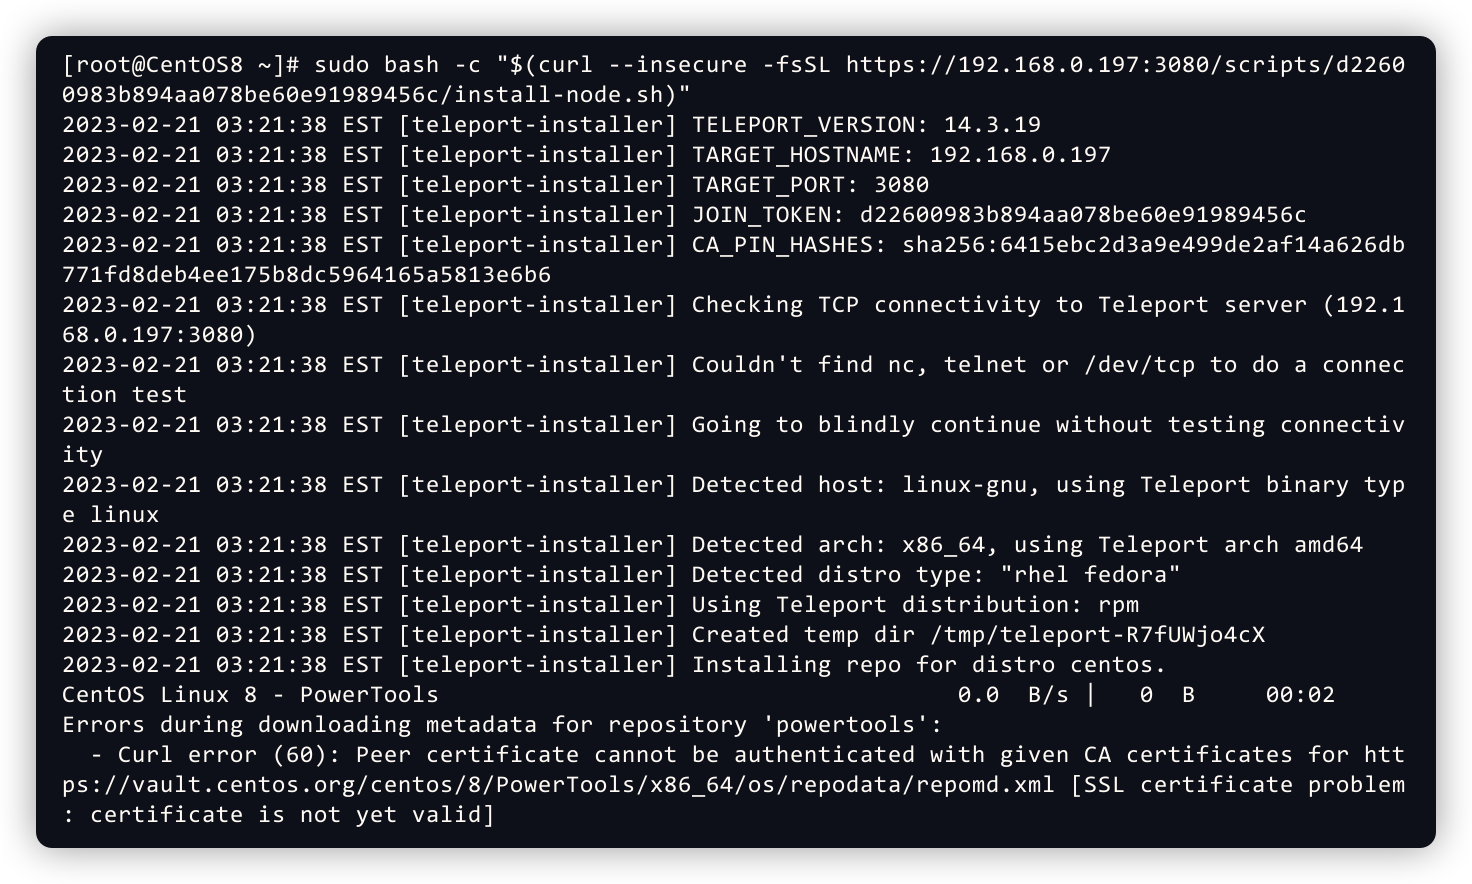 [root@CentOS8 ~]# sudo bash -c "$(curl --insecure -fsSL https://192.168.0.197:3080/scripts/d2260
0983b894aa078be60e91989456c/install-node.sh)"
2023-02-21 03:21:38 EST [teleport-installer] TELEPORT_VERSION: 14.3.19
2023-02-21 03:21:38 EST [teleport-installer] TARGET_HOSTNAME: 192.168.0.197
2023-02-21 03:21:38 EST [teleport-installer] TARGET_PORT: 3080
2023-02-21 03:21:38 EST [teleport-installer] JOIN_TOKEN: d22600983b894aa078be60e91989456c
2023-02-21 03:21:38 EST [teleport-installer] CA_PIN_HASHES: sha256:6415ebc2d3a9e499de2af14a626db
771fd8deb4ee175b8dc5964165a5813e6b6
2023-02-21 03:21:38 EST [teleport-installer] Checking TCP connectivity to Teleport server (192.1
68.0.197:3080)
2023-02-21 03:21:38 EST [teleport-installer] Couldn't find nc, telnet or /dev/tcp to do a connec
tion test
2023-02-21 03:21:38 EST [teleport-installer] Going to blindly continue without testing connectiv
ity
2023-02-21 03:21:38 EST [teleport-installer] Detected host: linux-gnu, using Teleport binary typ
e linux
2023-02-21 03:21:38 EST [teleport-installer] Detected arch: x86_64, using Teleport arch amd64
2023-02-21 03:21:38 EST [teleport-installer] Detected distro type: "rhel fedora"
2023-02-21 03:21:38 EST [teleport-installer] Using Teleport distribution: rpm
2023-02-21 03:21:38 EST [teleport-installer] Created temp dir /tmp/teleport-R7fUWjo4cX
2023-02-21 03:21:38 EST [teleport-installer] Installing repo for distro centos.
CentOS Linux 8 - PowerTools                                     0.0  B/s |   0  B     00:02
Errors during downloading metadata for repository 'powertools':
  - Curl error (60): Peer certificate cannot be authenticated with given CA certificates for htt
ps://vault.centos.org/centos/8/PowerTools/x86_64/os/repodata/repomd.xml [SSL certificate problem
: certificate is not yet valid]